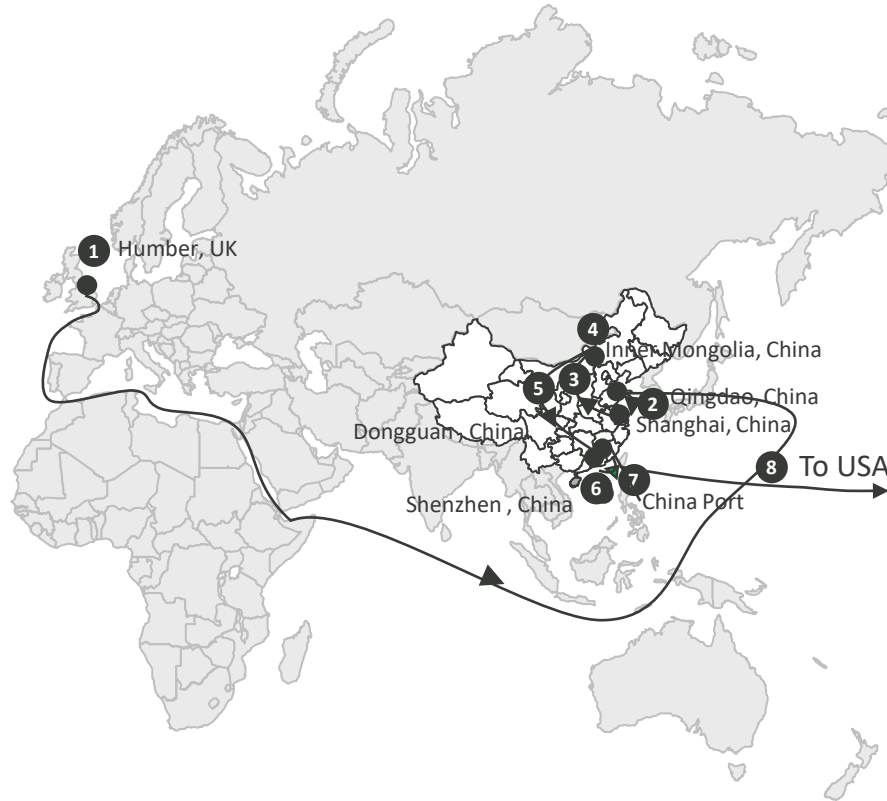 1 Humber, UK
4
Inner Mongolia, China
5
3
2
Qingdao, China
Shanghai, China
Dongguan , China
8 To USA
6
7
Shenzhen , China
China Port